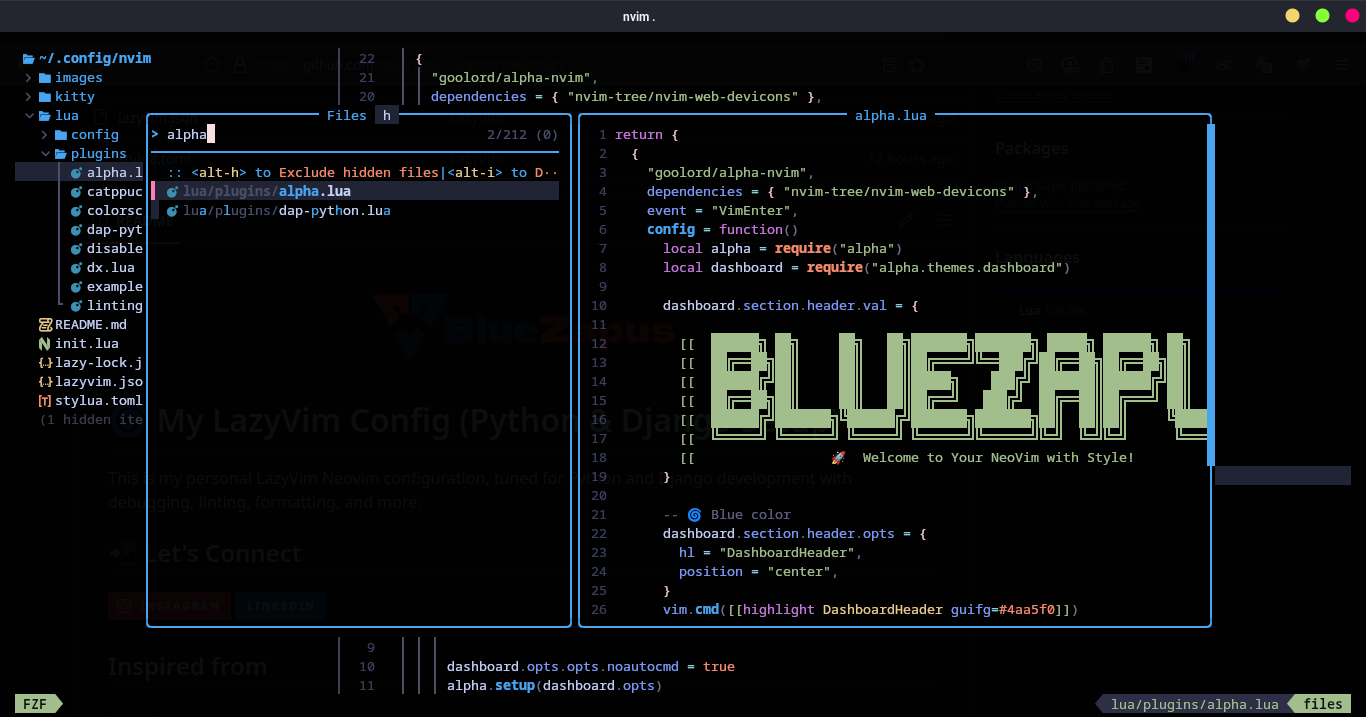 nvim .
~/.config/nvim
images
kitty
lua
config
plugins
alpha.l
catppuc
colorsc
dap-pyt
disable
dx.lua
example
linting
README.md
init.lua
lazy-lock.j
lazyvim.jso
stylua.toml
(1 hidden ite
22 {
21 "goolord/alpha-nvim",
20 dependencies = { "nvim-tree/nvim-web-devicons" },
Files h
> alpha 2/212 (0)
:: <alt-h> to Exclude hidden files|<alt-i> to D··
lua/plugins/alpha.lua
lua/plugins/dap-python.lua
alpha.lua
1 return {
2 {
3 "goolord/alpha-nvim",
4 dependencies = { "nvim-tree/nvim-web-devicons" },
5 event = "VimEnter",
6 config = function()
7 local alpha = require("alpha")
8 local dashboard = require("alpha.themes.dashboard")
9
10 dashboard.section.header.val = {
11
12 [[
13 [[
14 [[
15 [[
16 [[
17 [[
18 [[ 🚀 Welcome to Your NeoVim with Style!
19 }
20
21 -- 🌀 Blue color
22 dashboard.section.header.opts = {
23 hl = "DashboardHeader",
24 position = "center",
25 }
26 vim.cmd([[highlight DashboardHeader guifg=#4aa5f0]])
9
10 dashboard.opts.opts.noautocmd = true
11 alpha.setup(dashboard.opts)
FZF
lua/plugins/alpha.lua files
BlueZebus
My LazyVim Config (Python & Djang
This is my personal LazyVim Neovim configuration, tuned for Python and Django development with
debugging, linting, formatting, and more.
Let's Connect
INSTAGRAM LINKEDIN
Inspired from
12 hours ago
Packages
Languages